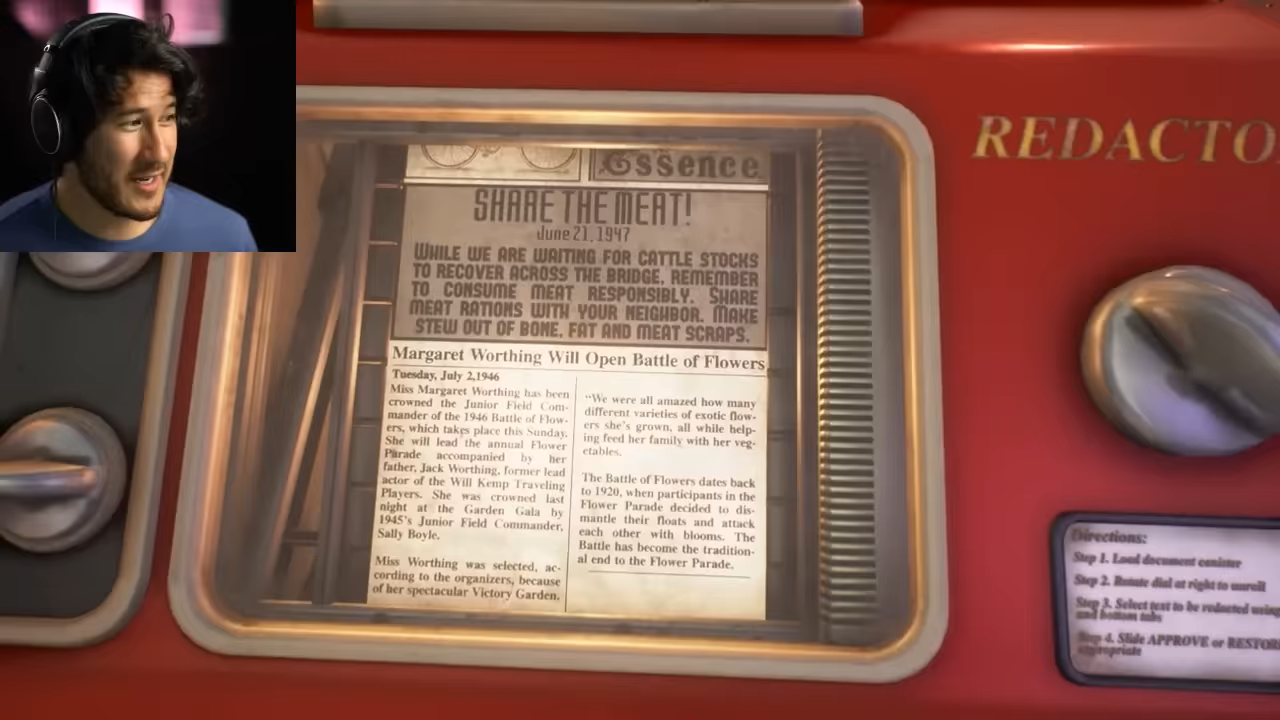 Essence
REDACTO
SHARE THE MEAT!
June 21, 1947
WHILE WE ARE WAITING FOR CATTLE STOCKS
TO RECOVER ACROSS THE BRIDGE, REMEMBER
TO CONSUME MEAT RESPONSIBLY. SHARE
MEAT RATIONS WITH YOUR NEIGHBOR. MAKE
STEW OUT OF BONE, FAT AND MEAT SCRAPS.
Margaret Worthing Will Open Battle of Flowers
Tuesday, July 2,1946
Miss Margaret Worthing has been
crowned the Junior Field Com-
mander of the 1946 Battle of Flow-
ers, which takes place this Sunday.
She will lead the annual Flower
Parade accompanied by her
father, Jack Worthing, former lead
actor of the Will Kemp Traveling
Players. She was crowned last
night at the Garden Gala by
1945's Junior Field Commander,
Sally Boyle.
Miss Worthing was selected, ac-
cording to the organizers, because
of her spectacular Victory Garden.
"We were all amazed how many
different varieties of exotic flow-
ers she's grown, all while help-
ing feed her family with her veg-
etables.
The Battle of Flowers dates back
to 1920, when participants in the
Flower Parade decided to dis-
mantle their floats and attack
each other with blooms. The
Battle has become the tradition-
al end to the Flower Parade.
Directions:
Step 1. Load document canister
Step 2. Rotate dial at right to unroll
Step 3. Select text to be redacted using
and bottom tabs
Step 4. Slide APPROVE or RESTOR
appropriate